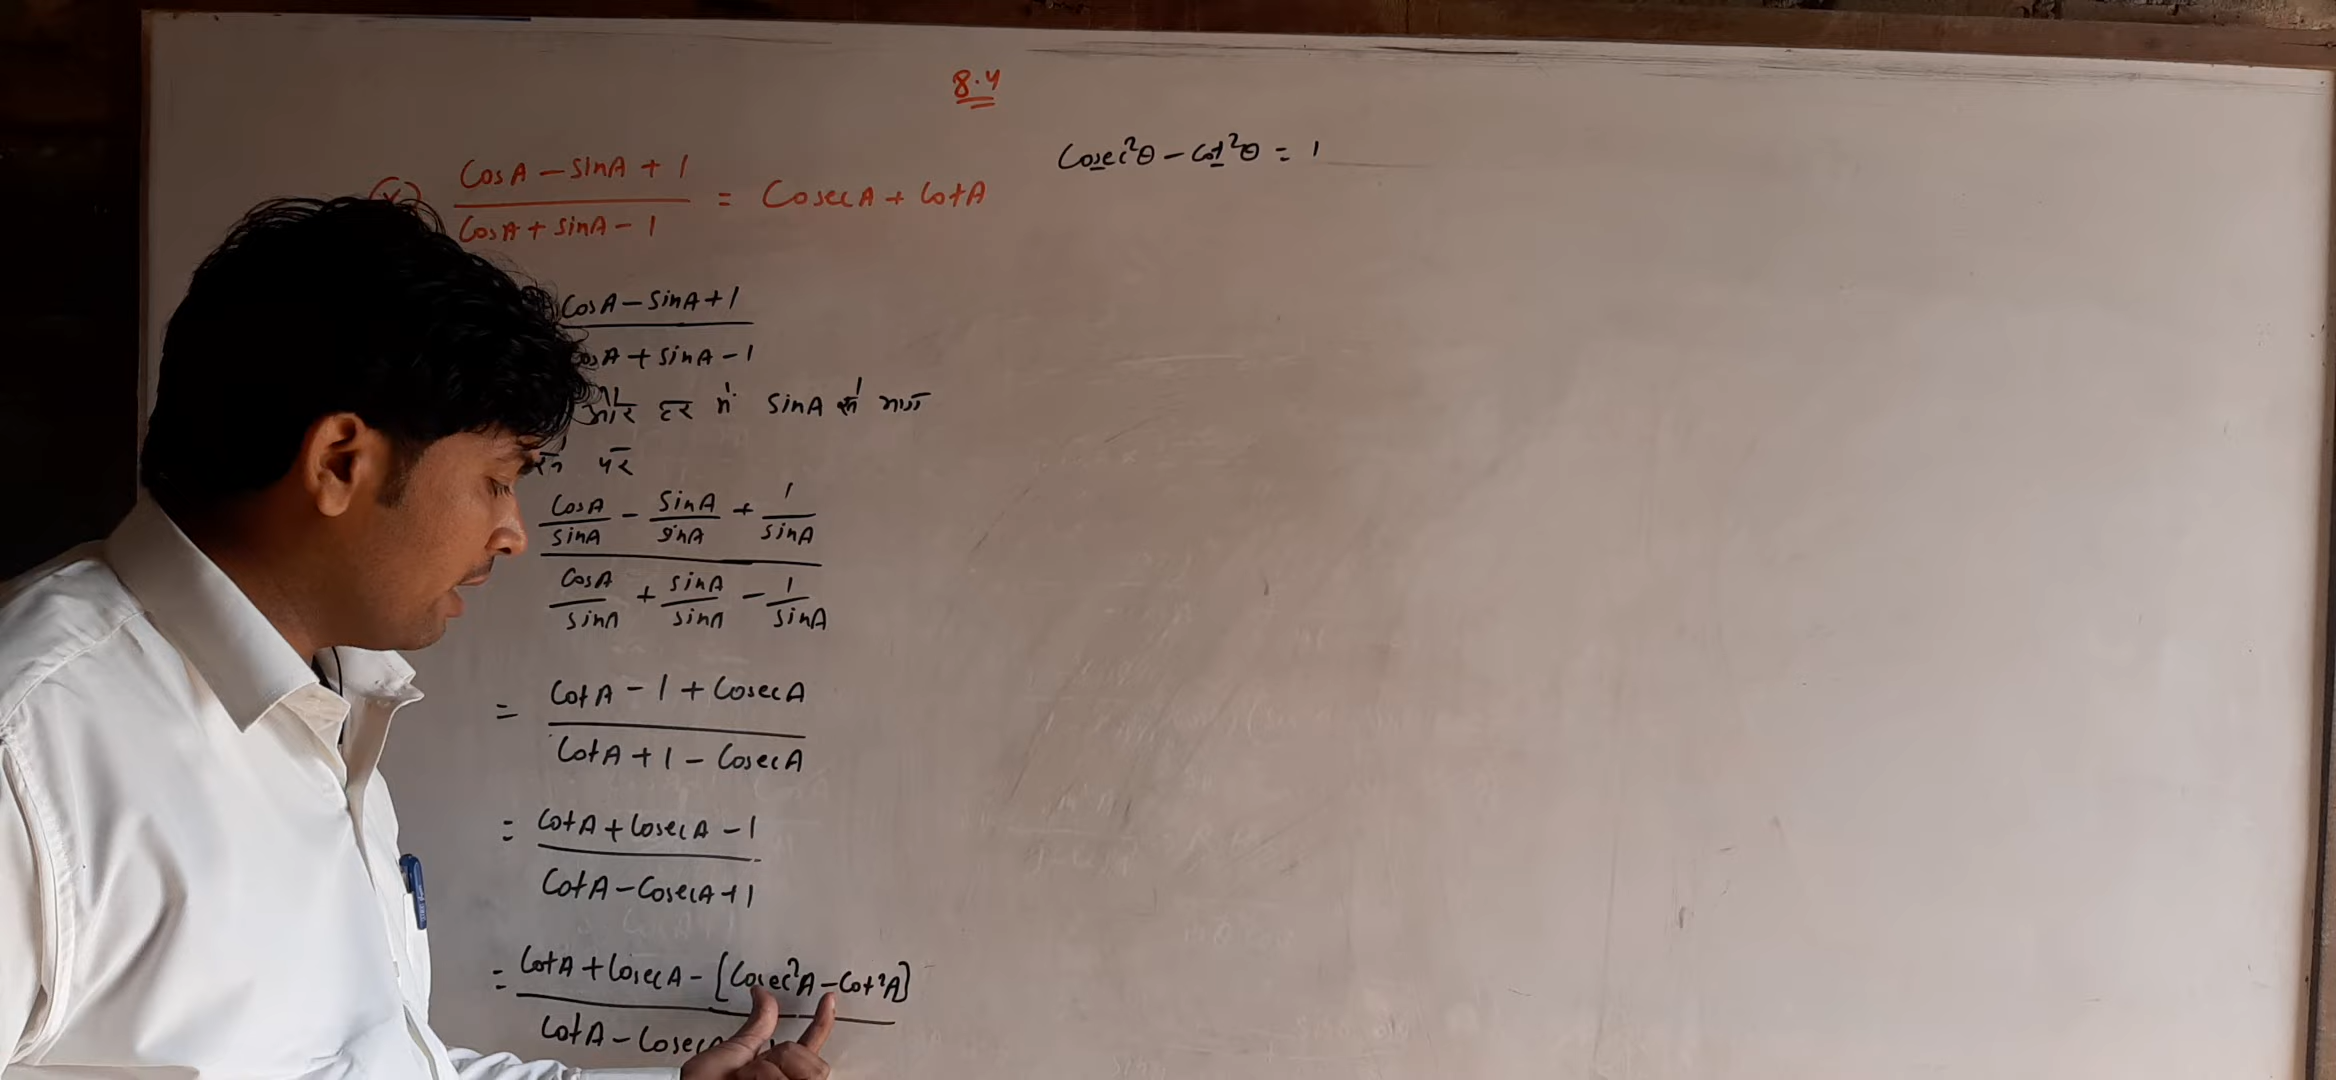 8.4
CosA - sinA + 1 / CosA + sinA - 1 = CosecA + CotA
Cosec²θ - Cot²θ = 1
CosA - sinA + 1
A + sinA - 1
और हर में sinA से भाग
पर
CosA/sinA - sinA/sinA + 1/sinA
CosA/sinA + sinA/sinA - 1/sinA
= CotA - 1 + CosecA
CotA + 1 - CosecA
= CotA + CosecA - 1
CotA - CosecA + 1
= CotA + CosecA - [Cosec²A - Cot²A]
CotA - Cosec